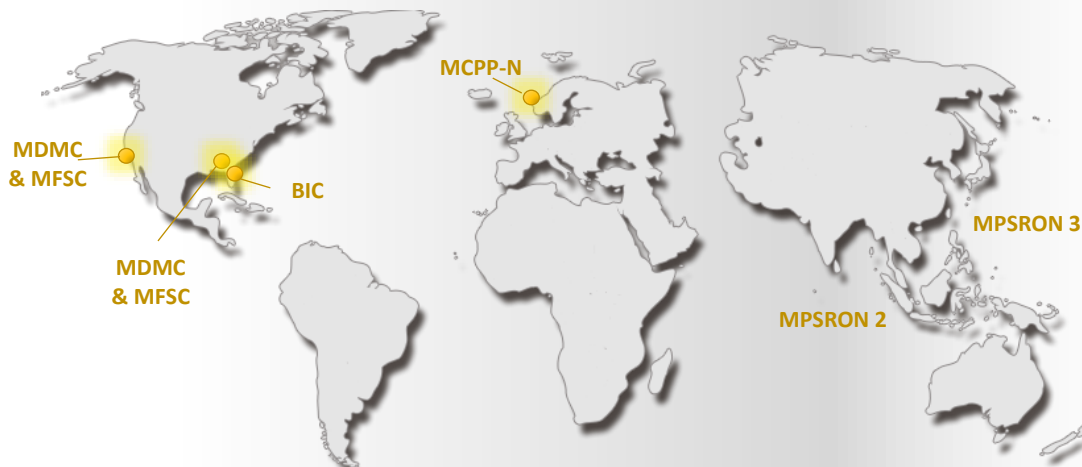 MCPP-N
MDMC
& MFSC
BIC
MDMC
& MFSC
MPSRON 3
MPSRON 2